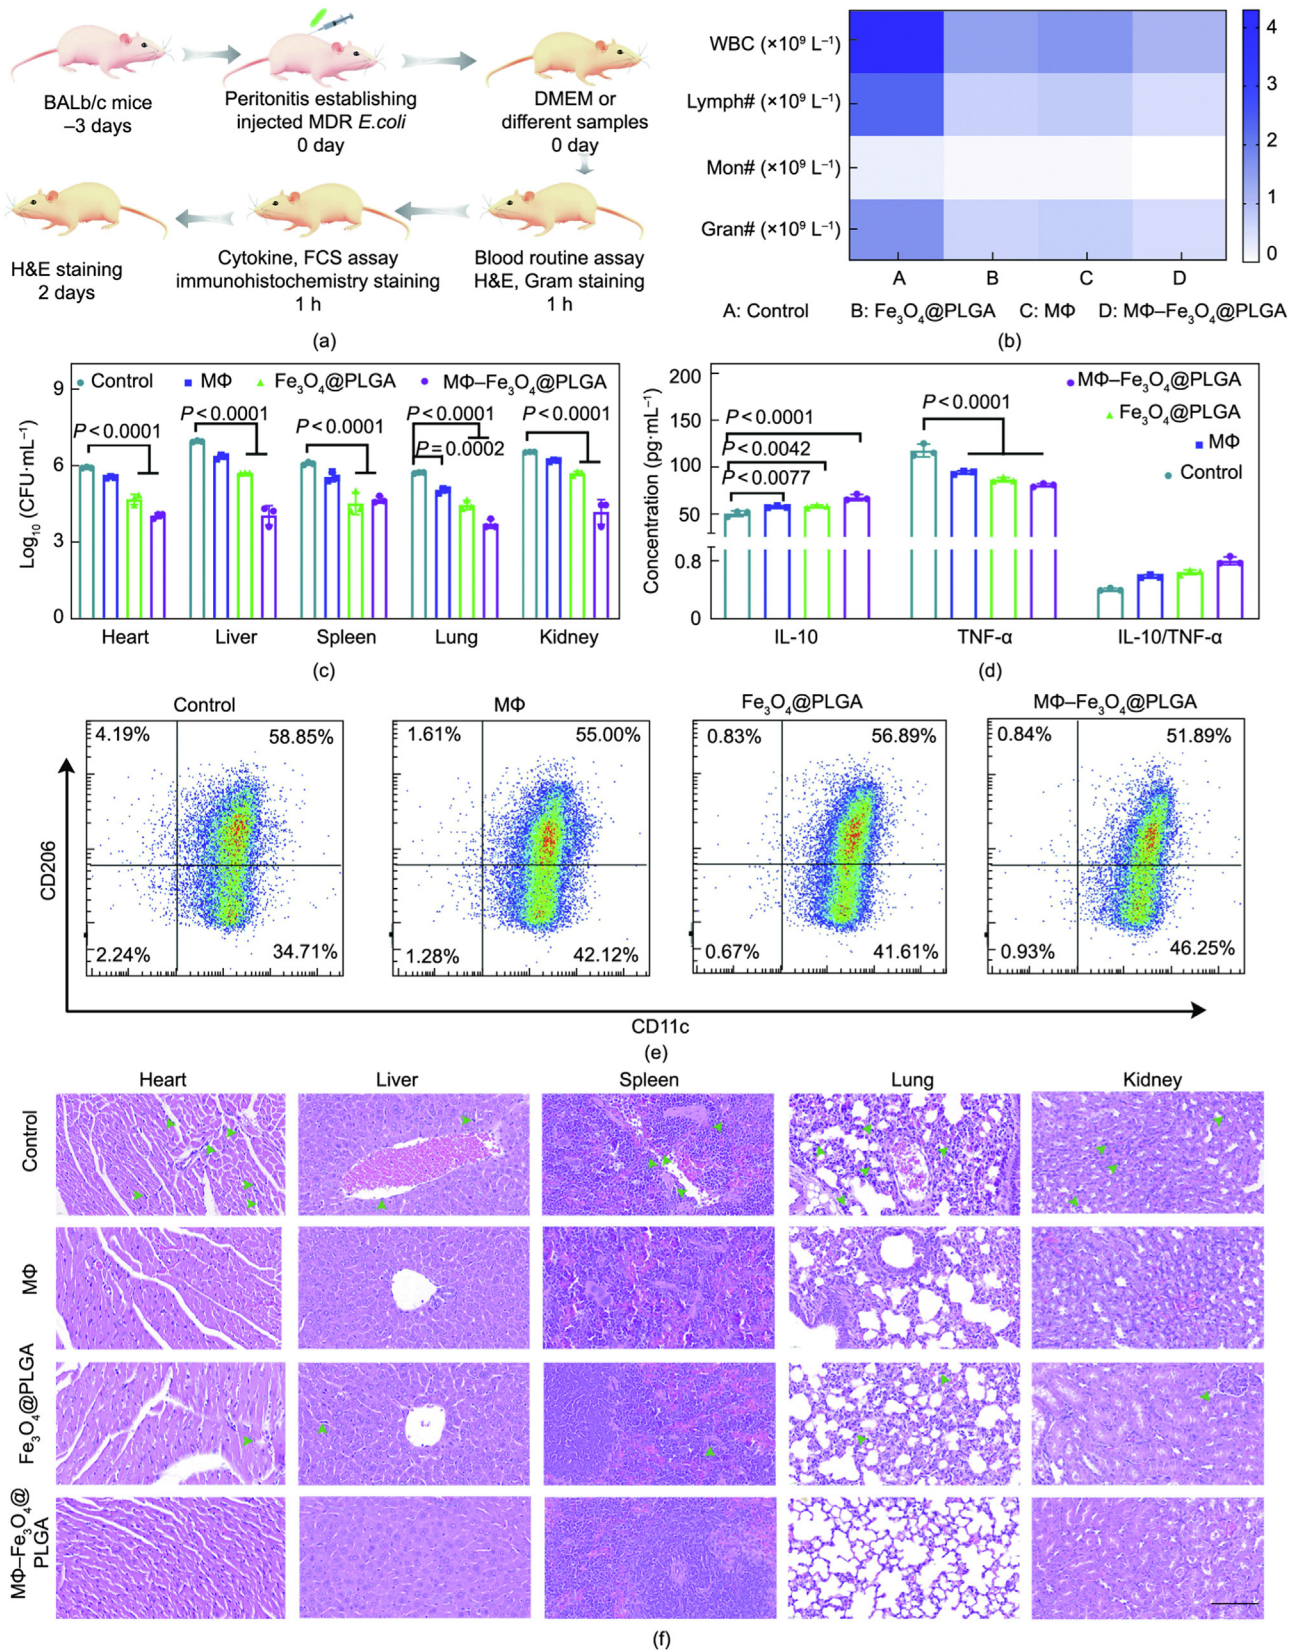 BALb/c mice
–3 days
Peritonitis establishing
injected MDR E.coli
0 day
DMEM or
different samples
0 day
H&E staining
2 days
Cytokine, FCS assay
immunohistochemistry staining
1 h
Blood routine assay
H&E, Gram staining
1 h
(a)
WBC (×10⁹ L⁻¹)
Lymph# (×10⁹ L⁻¹)
Mon# (×10⁹ L⁻¹)
Gran# (×10⁹ L⁻¹)
A B C D
4
3
2
1
0
A: Control B: Fe₃O₄@PLGA C: MΦ D: MΦ–Fe₃O₄@PLGA
(b)
Control MΦ Fe₃O₄@PLGA MΦ–Fe₃O₄@PLGA
Log₁₀ (CFU·mL⁻¹)
9
6
3
0
P < 0.0001
P < 0.0001
P < 0.0001
P < 0.0001
P = 0.0002
P < 0.0001
Heart Liver Spleen Lung Kidney
(c)
Concentration (pg·mL⁻¹)
200
150
100
50
0.8
0
P < 0.0001
P < 0.0042
P < 0.0077
P < 0.0001
MΦ–Fe₃O₄@PLGA
Fe₃O₄@PLGA
MΦ
Control
IL-10 TNF-α IL-10/TNF-α
(d)
Control MΦ Fe₃O₄@PLGA MΦ–Fe₃O₄@PLGA
4.19% 58.85% 1.61% 55.00% 0.83% 56.89% 0.84% 51.89%
CD206
2.24% 34.71% 1.28% 42.12% 0.67% 41.61% 0.93% 46.25%
CD11c
(e)
Heart Liver Spleen Lung Kidney
Control
MΦ
Fe₃O₄@PLGA
MΦ–Fe₃O₄@
PLGA
(f)